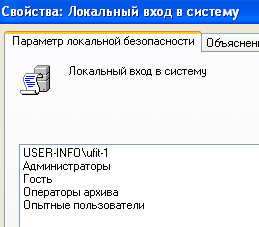 Свойства: Локальный вход в систему
Параметр локальной безопасности
Объяснени
Локальный вход в систему
USER-INFO\ufit-1
Администраторы
Гость
Операторы архива
Опытные пользователи